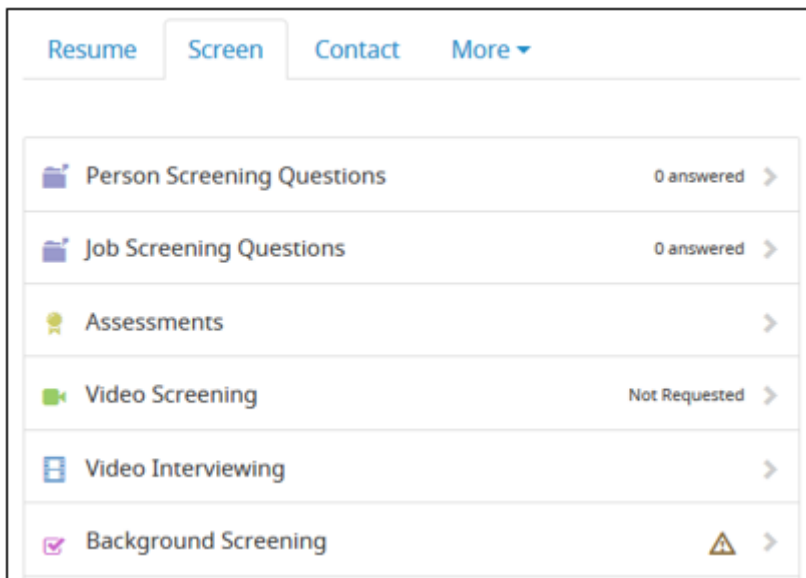 Resume Screen Contact More
Person Screening Questions 0 answered
Job Screening Questions 0 answered
Assessments
Video Screening Not Requested
Video Interviewing
Background Screening